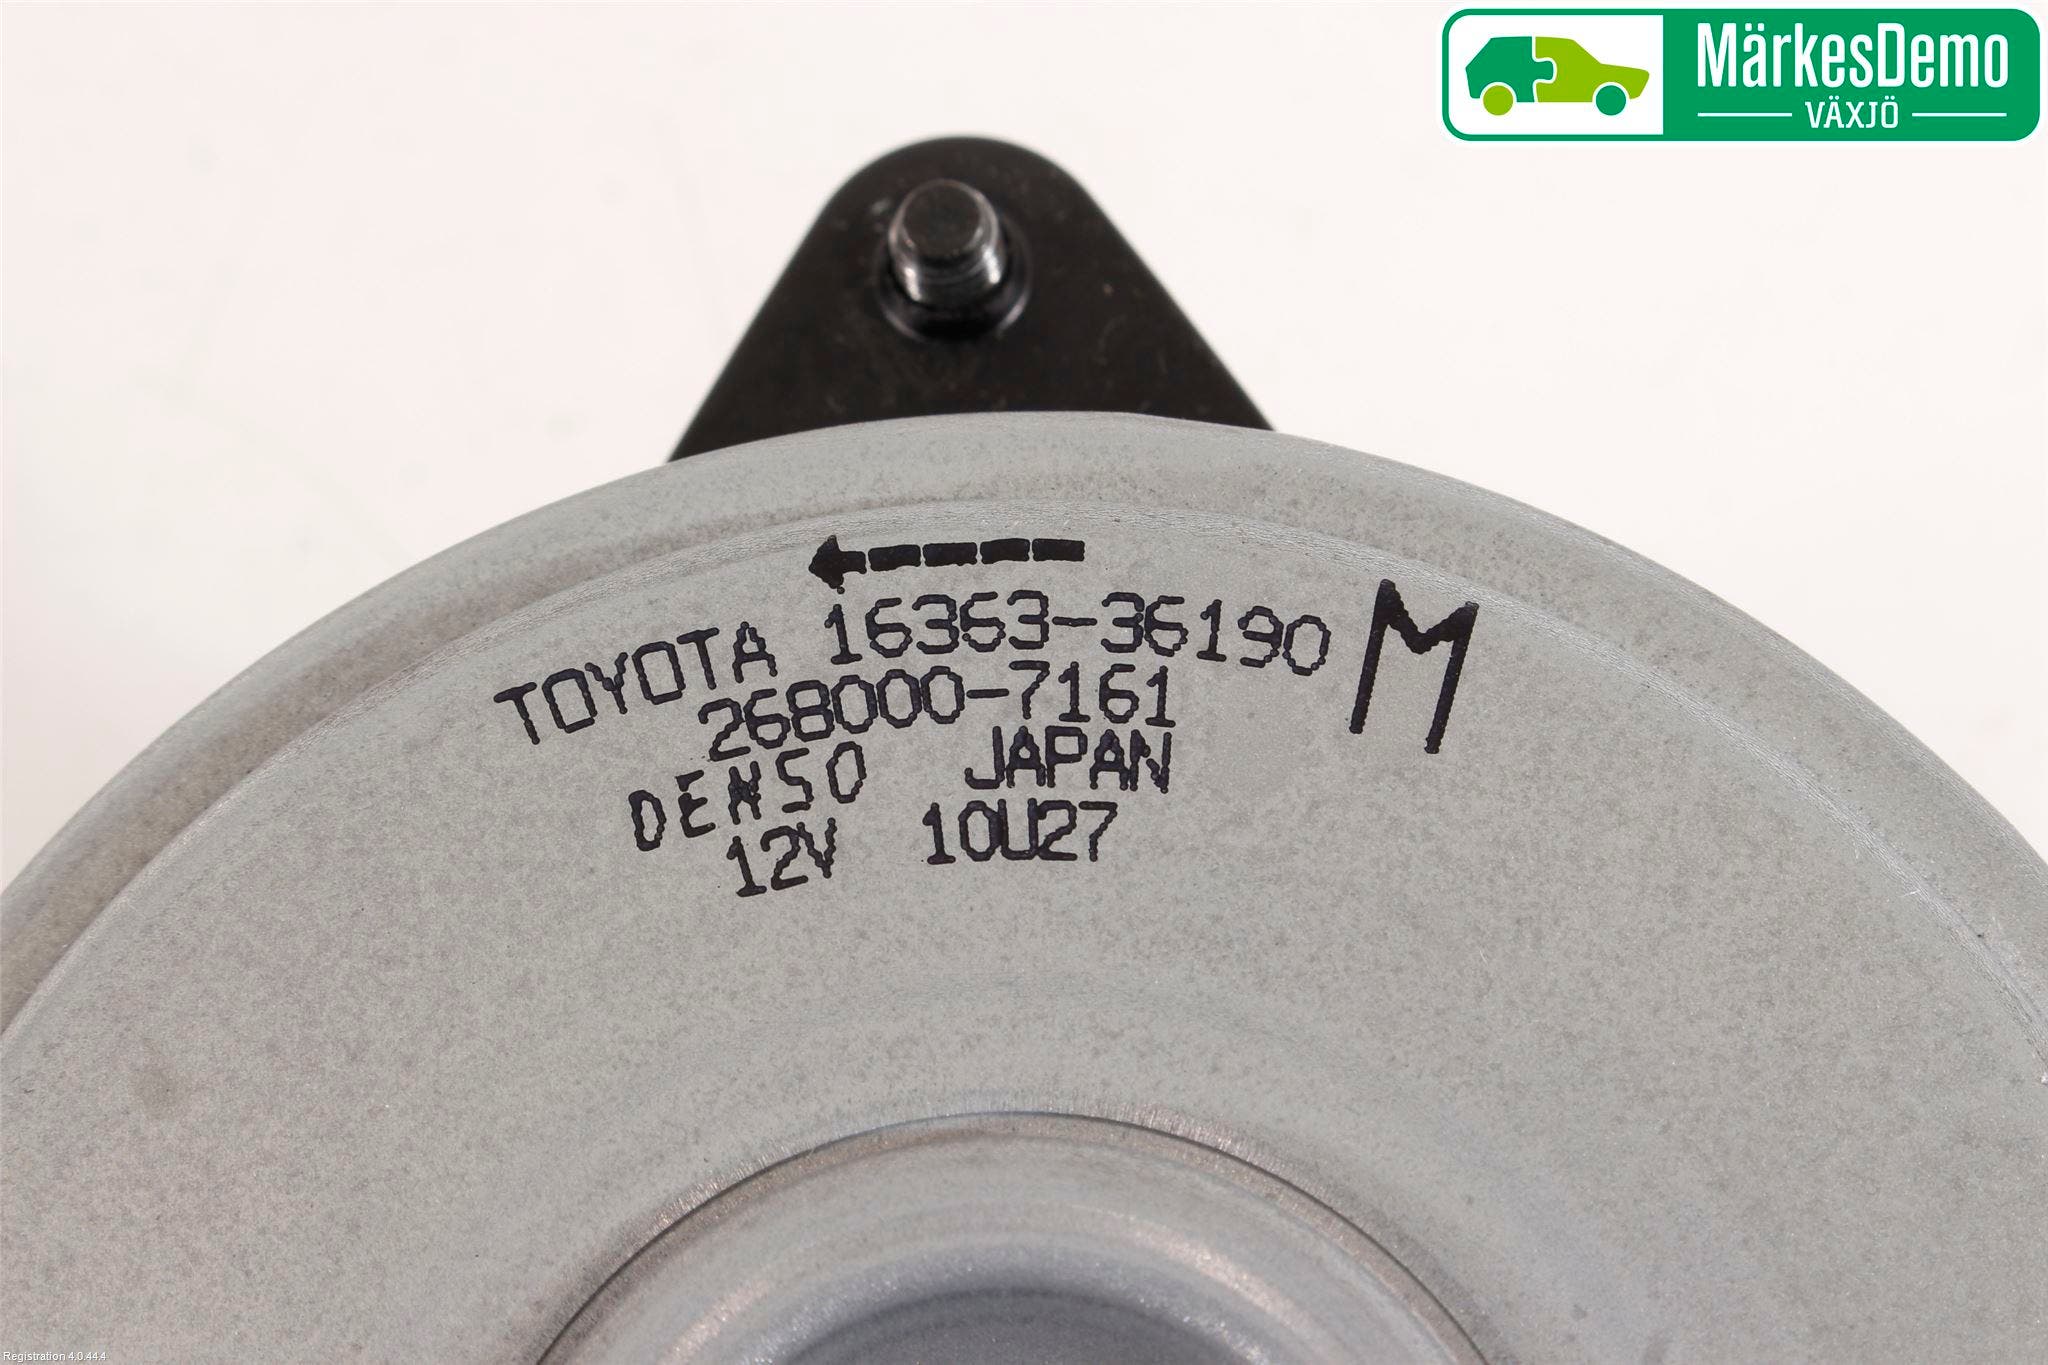 MärkesDemo
VÄXJÖ
TOYOTA 16363-36190 M
268000-7161
DENSO JAPAN
12V 10U27
Registration 4.0.44.4